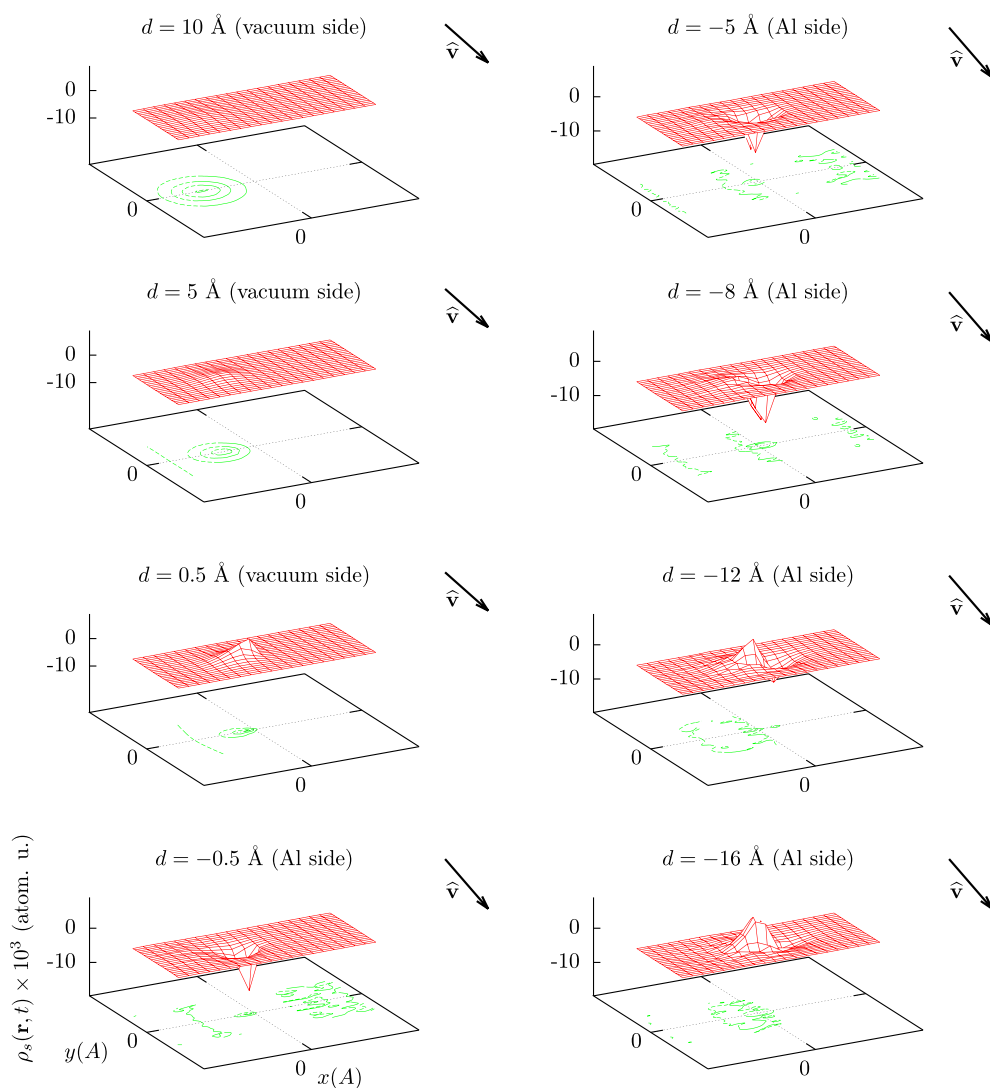 d = 10 Å (vacuum side)
v̂
0
-10
0
0
d = −5 Å (Al side)
v̂
0
-10
0
0
d = 5 Å (vacuum side)
v̂
0
-10
0
0
d = −8 Å (Al side)
v̂
0
-10
0
0
d = 0.5 Å (vacuum side)
v̂
0
-10
0
0
d = −12 Å (Al side)
v̂
0
-10
0
0
d = −0.5 Å (Al side)
v̂
0
-10
0
0
ρs(r, t) × 10³ (atom. u.)
y(A)
x(A)
d = −16 Å (Al side)
v̂
0
-10
0
0